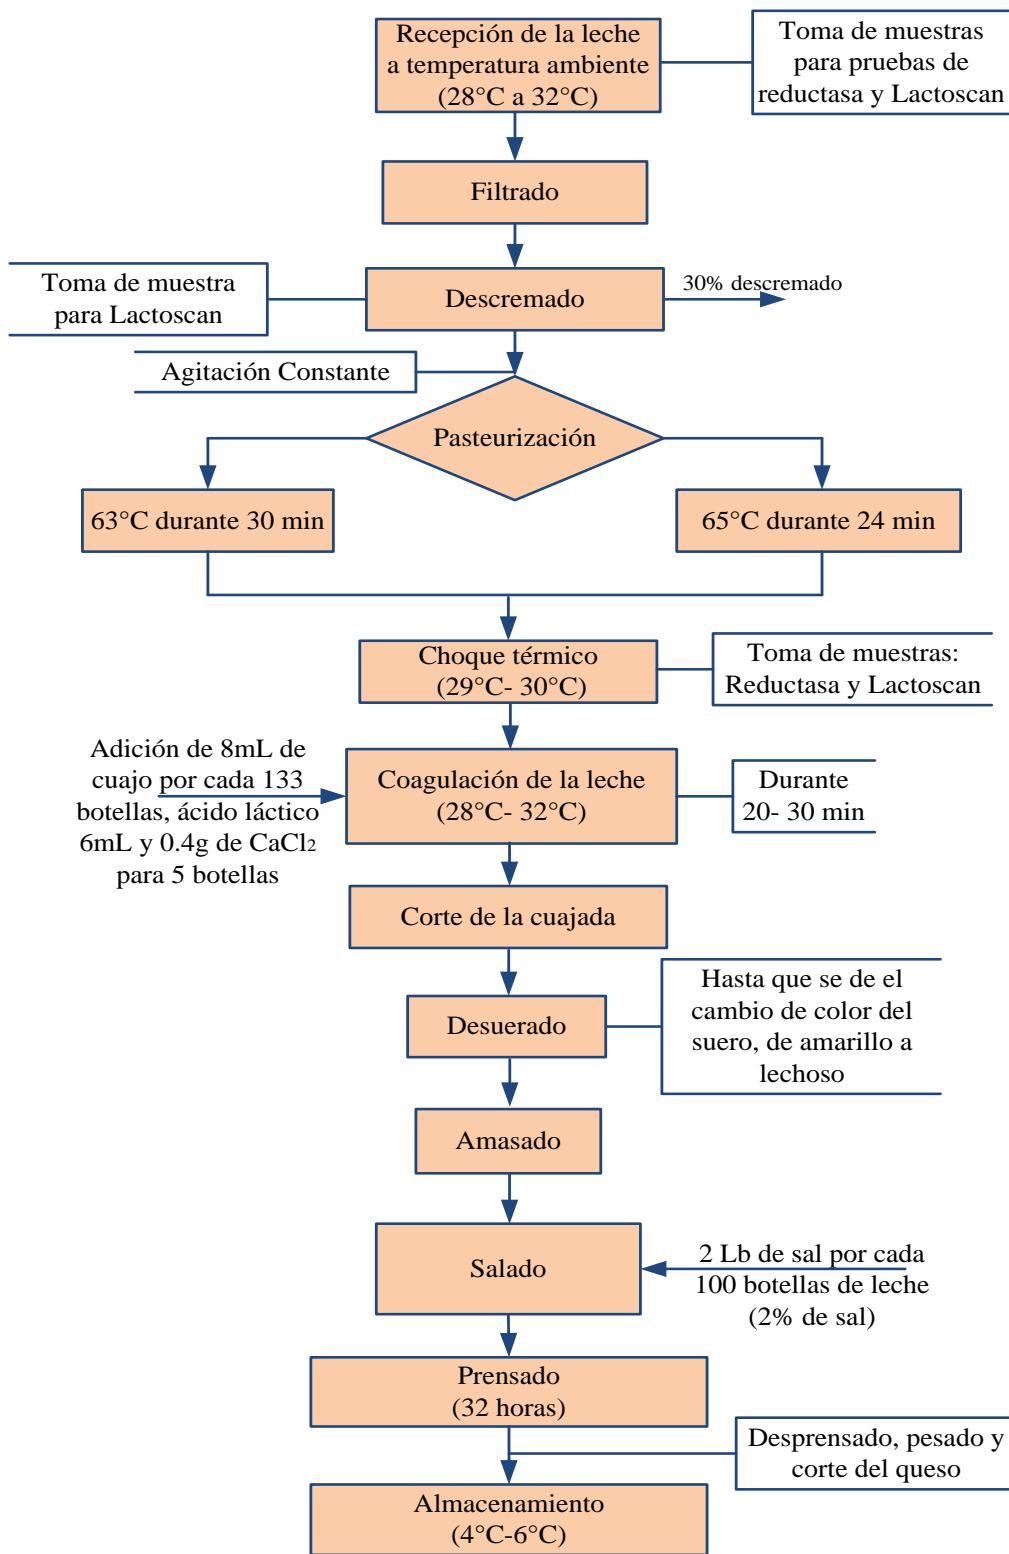 Recepción de la leche
a temperatura ambiente
(28°C a 32°C)
Toma de muestras
para pruebas de
reductasa y Lactoscan
Filtrado
Toma de muestra
para Lactoscan
Descremado
30% descremado
Agitación Constante
Pasteurización
63°C durante 30 min
65°C durante 24 min
Choque térmico
(29°C- 30°C)
Toma de muestras:
Reductasa y Lactoscan
Adición de 8mL de
cuajo por cada 133
botellas, ácido láctico
6mL y 0.4g de CaCl₂
para 5 botellas
Coagulación de la leche
(28°C- 32°C)
Durante
20- 30 min
Corte de la cuajada
Desuerado
Hasta que se de el
cambio de color del
suero, de amarillo a
lechoso
Amasado
Salado
2 Lb de sal por cada
100 botellas de leche
(2% de sal)
Prensado
(32 horas)
Desprensado, pesado y
corte del queso
Almacenamiento
(4°C-6°C)